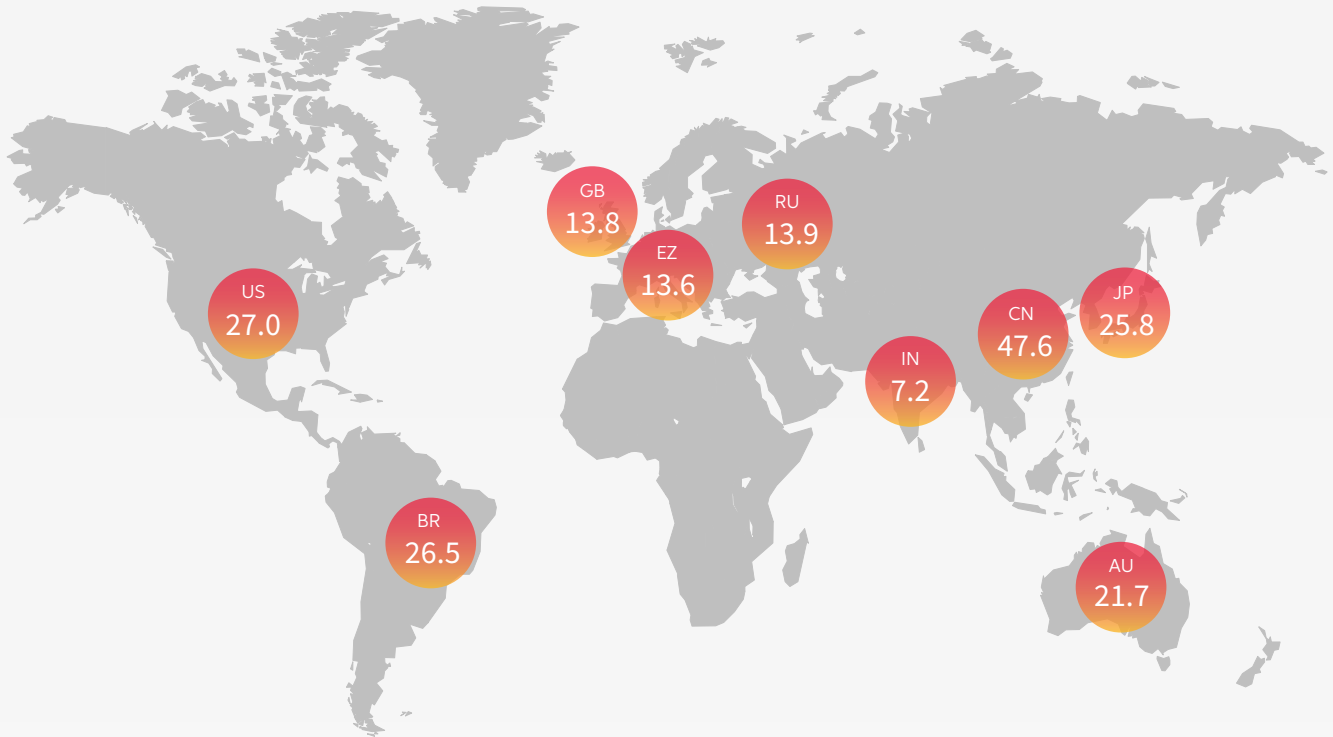 GB
13.8
RU
13.9
EZ
13.6
US
27.0
JP
25.8
CN
47.6
IN
7.2
BR
26.5
AU
21.7